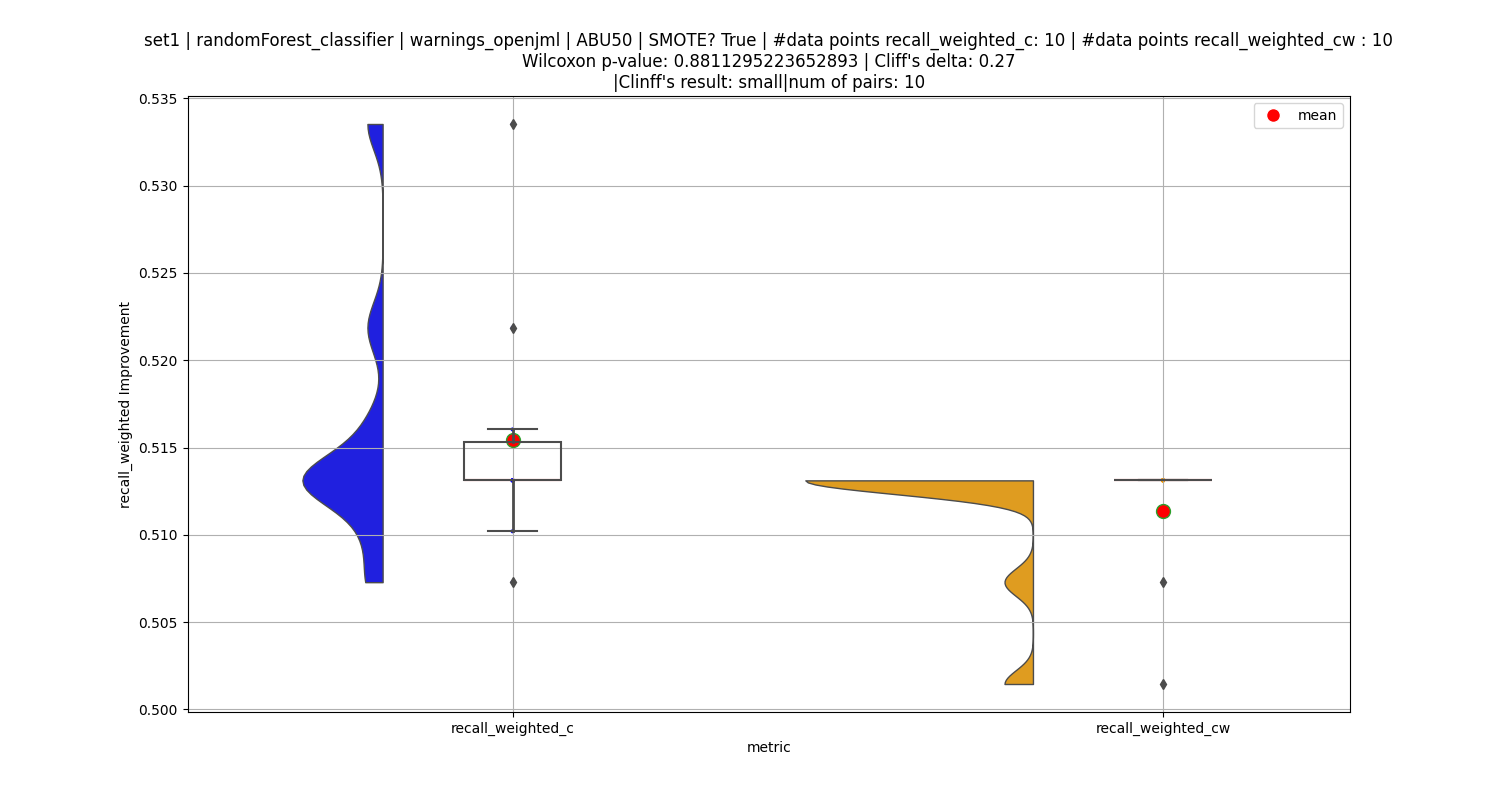 set1 | randomForest_classifier | warnings_openjml | ABU50 | SMOTE? True | #data points recall_weighted_c: 10 | #data points recall_weighted_cw : 10
Wilcoxon p-value: 0.8811295223652893 | Cliff's delta: 0.27
|Clinff's result: small|num of pairs: 10
mean
recall_weighted Improvement
0.535
0.530
0.525
0.520
0.515
0.510
0.505
0.500
recall_weighted_c
recall_weighted_cw
metric